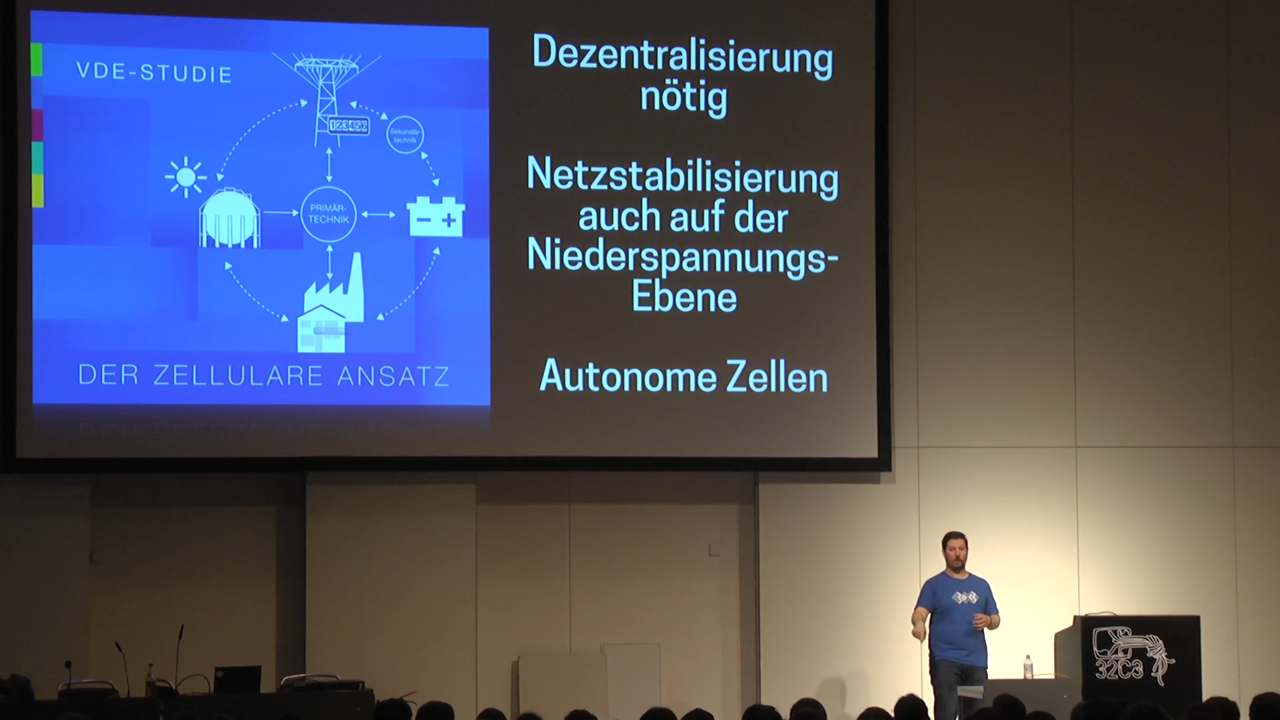 VDE-STUDIE
123456
Sekundär-
technik
PRIMÄR-
TECHNIK
DER ZELLULARE ANSATZ
Dezentralisierung
nötig
Netzstabilisierung
auch auf der
Niederspannungs-
Ebene
Autonome Zellen
32C3